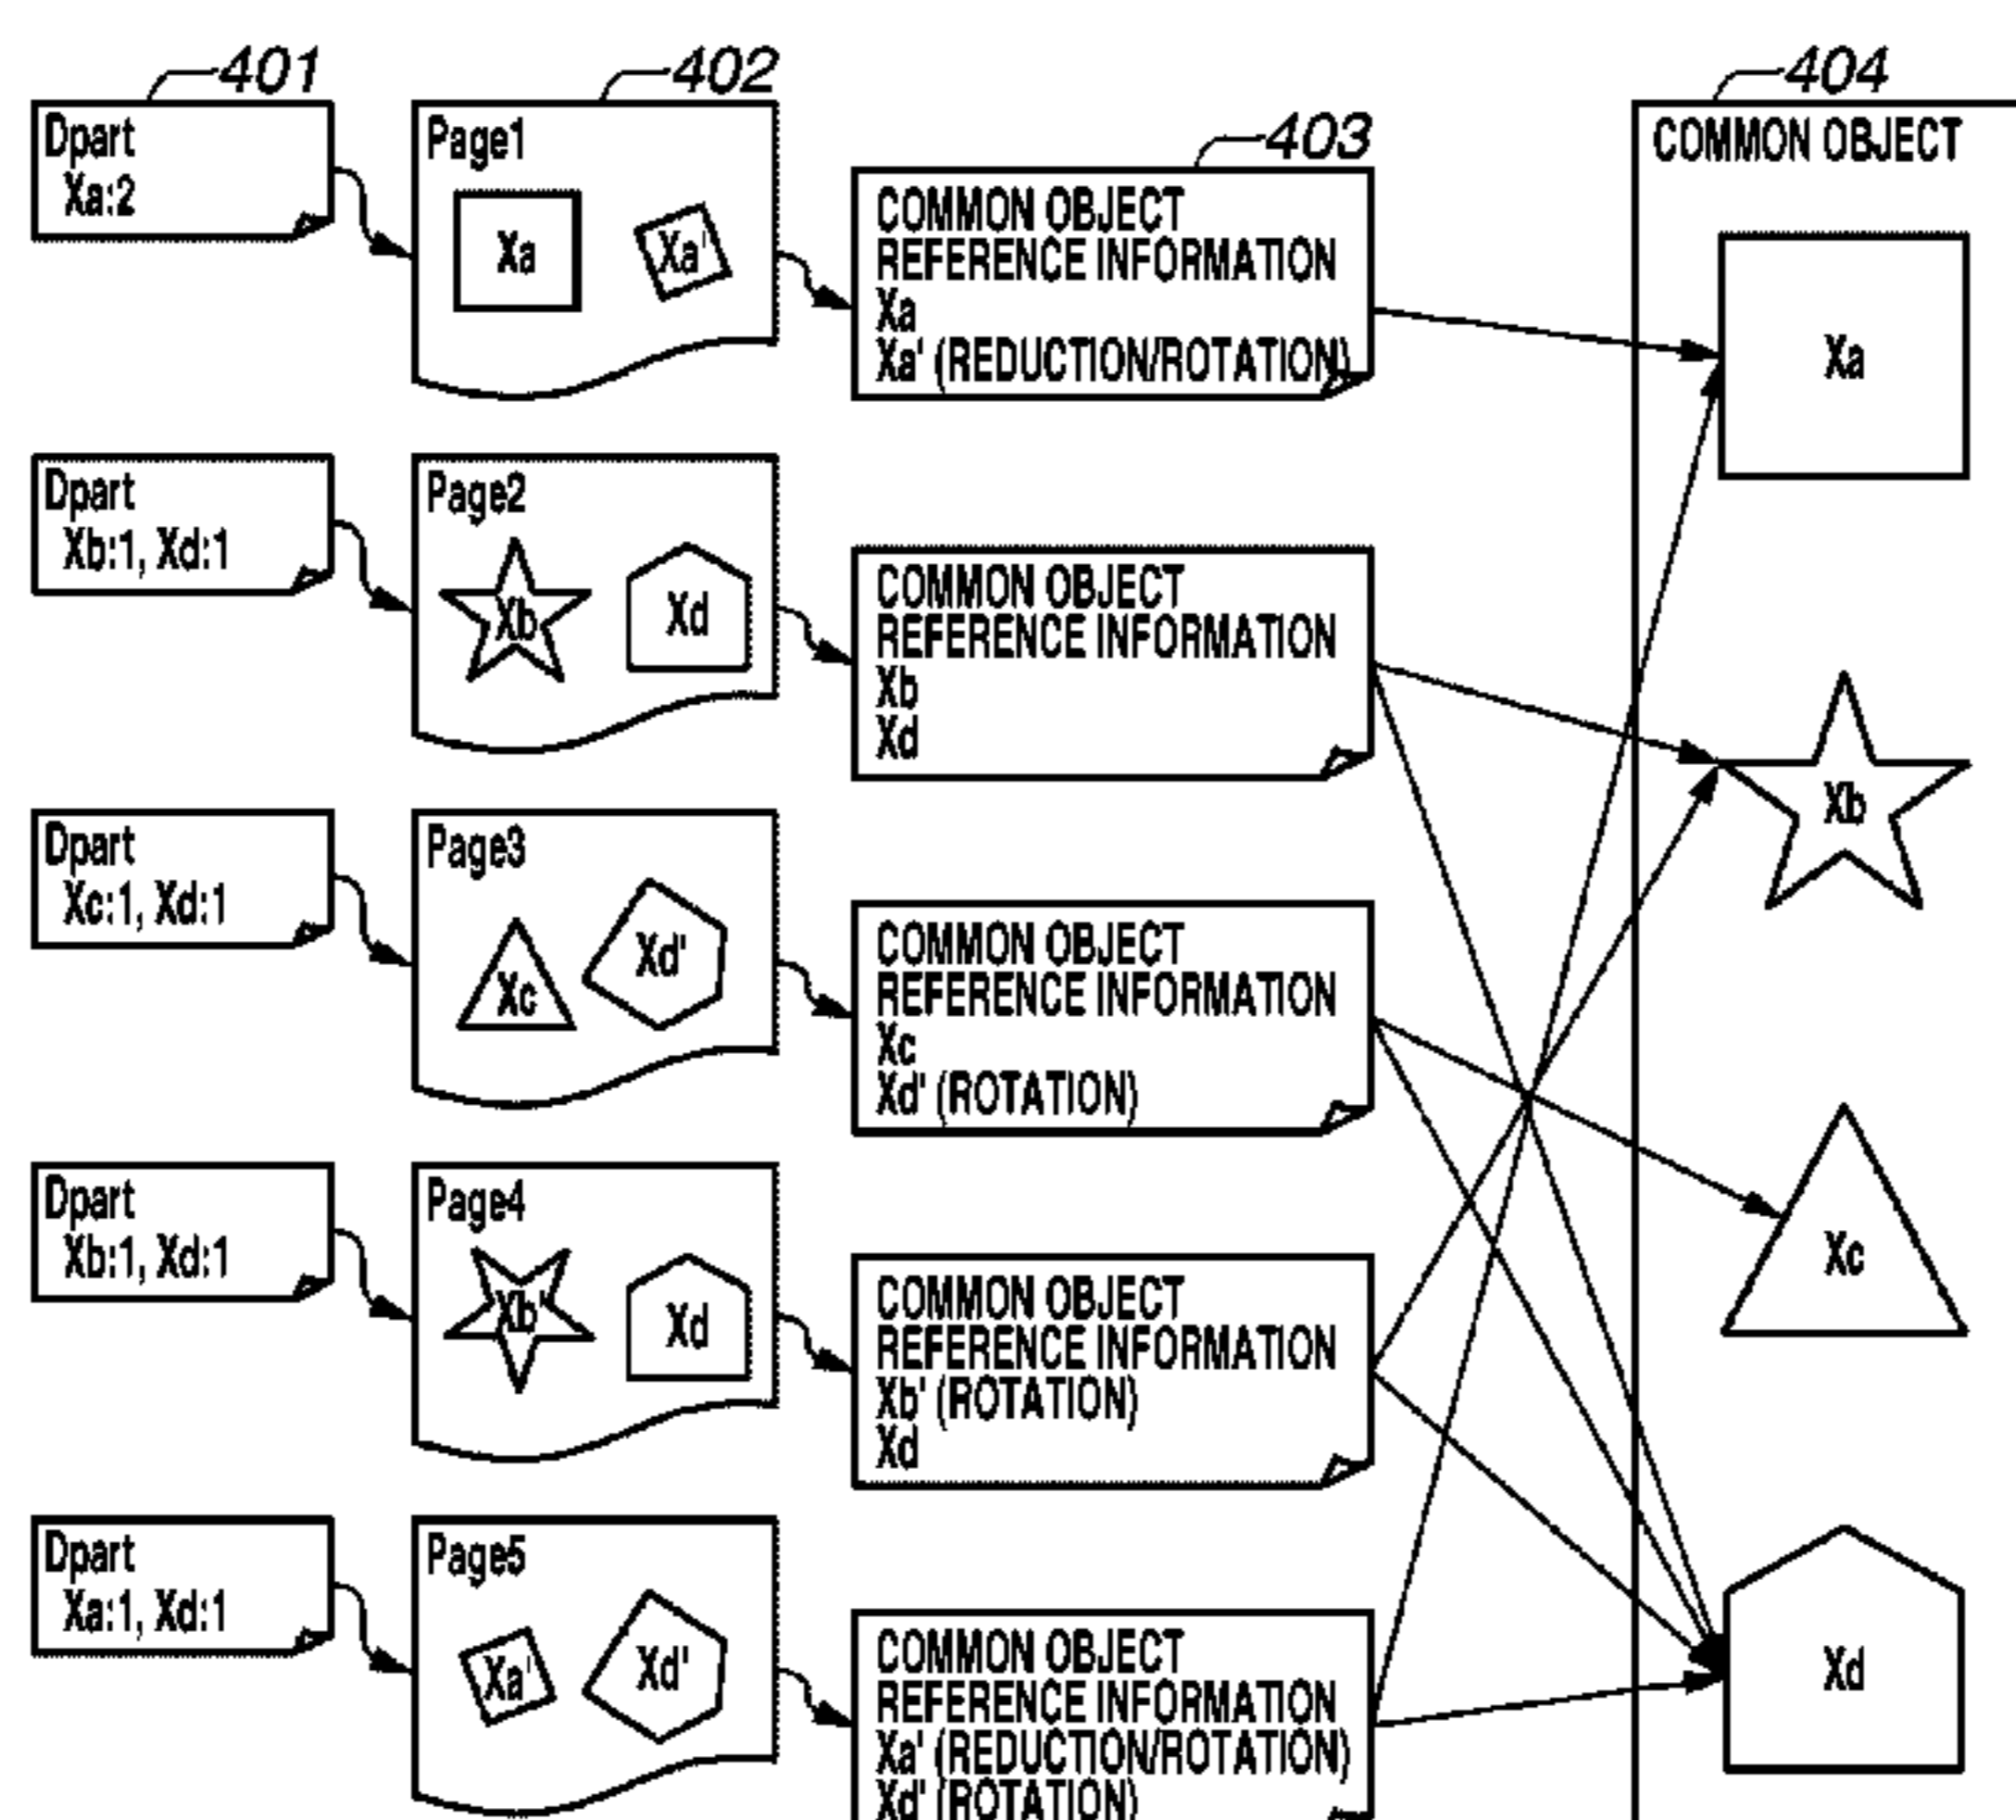 401
402
403
404
Dpart
Xa:2
Page1
Xa
Xa'
COMMON OBJECT
REFERENCE INFORMATION
Xa
Xa' (REDUCTION/ROTATION)
COMMON OBJECT
Xa
Dpart
Xb:1, Xd:1
Page2
Xb
Xd
COMMON OBJECT
REFERENCE INFORMATION
Xb
Xd
Xb
Dpart
Xc:1, Xd:1
Page3
Xc
Xd'
COMMON OBJECT
REFERENCE INFORMATION
Xc
Xd' (ROTATION)
Xc
Dpart
Xb:1, Xd:1
Page4
Xb'
Xd
COMMON OBJECT
REFERENCE INFORMATION
Xb' (ROTATION)
Xd
Dpart
Xa:1, Xd:1
Page5
Xa'
Xd'
COMMON OBJECT
REFERENCE INFORMATION
Xa' (REDUCTION/ROTATION)
Xd' (ROTATION)
Xd